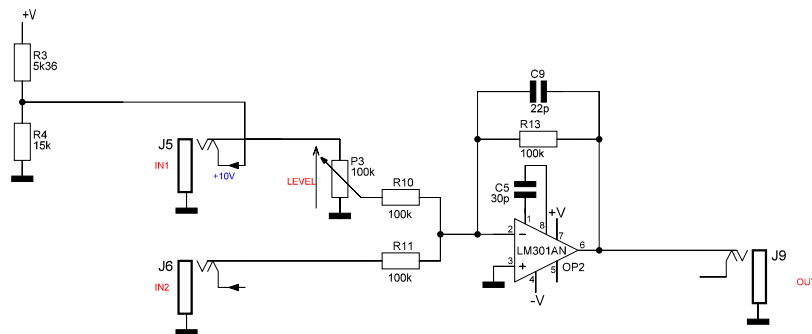 +V
R3
5k36
R4
15k
J5
IN1
+10V
LEVEL
P3
100k
R10
100k
J6
IN2
R11
100k
C9
22p
R13
100k
C5
30p
1
8
+V
7
2
-
LM301AN
6
3
+
OP2
4
5
-V
J9
OU